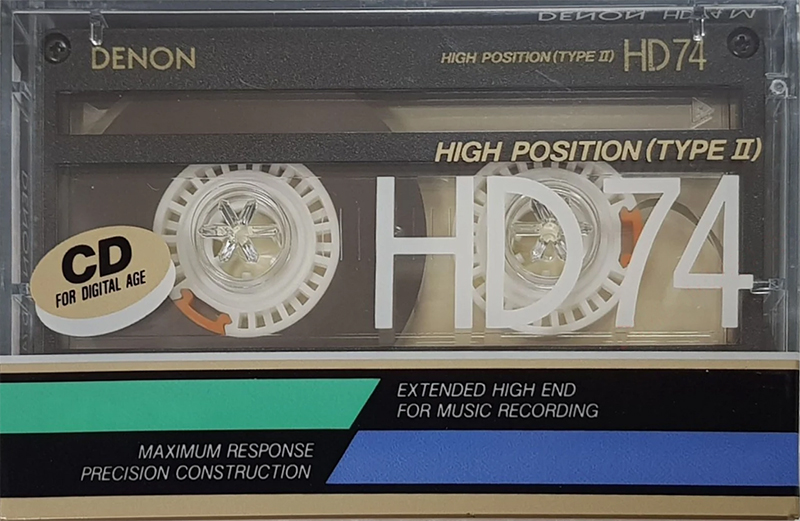 DENON
HIGH POSITION (TYPE II) HD74
HIGH POSITION (TYPE II)
HD74
CD
FOR DIGITAL AGE
EXTENDED HIGH END
FOR MUSIC RECORDING
MAXIMUM RESPONSE
PRECISION CONSTRUCTION